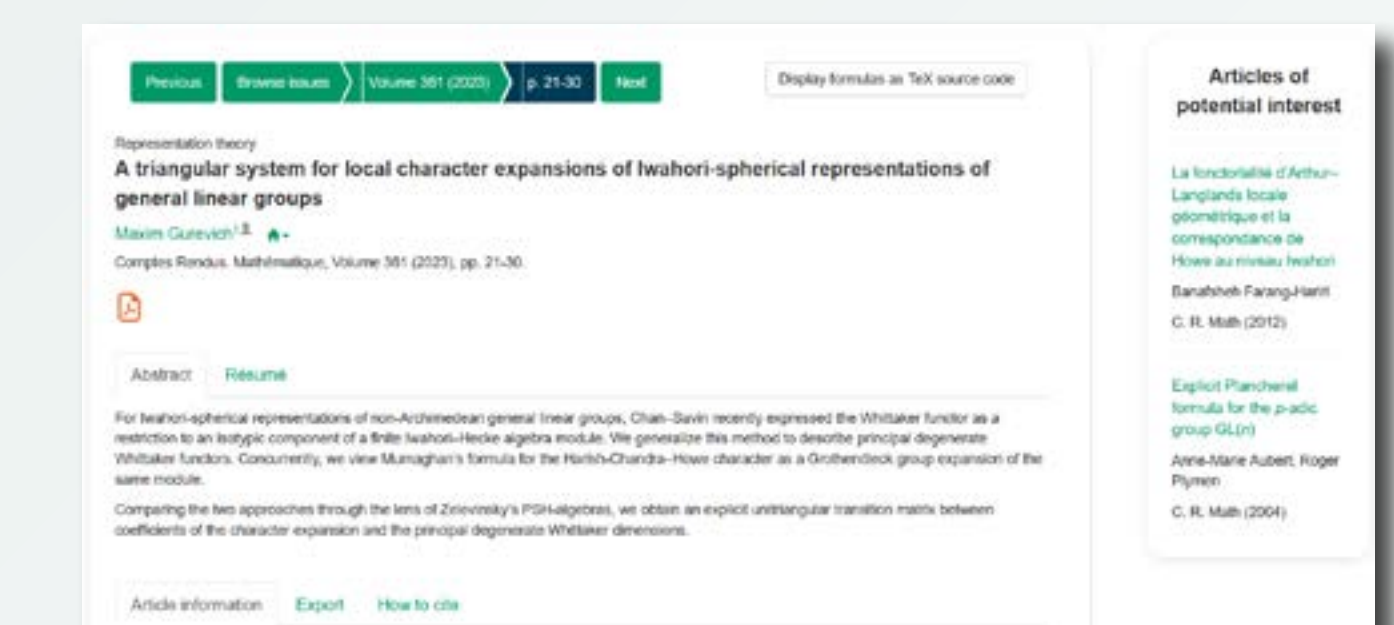 Previous Browse issues Volume 361 (2023) p. 21-30 Next
Display formulas as TeX source code
Representation theory
A triangular system for local character expansions of Iwahori-spherical representations of
general linear groups
Maxim Gurevich 1
Comptes Rendus. Mathématique, Volume 361 (2023), pp. 21-30.
Abstract Résumé
For Iwahori-spherical representations of non-Archimedean general linear groups, Chan–Savin recently expressed the Whittaker functor as a
restriction to an isotypic component of a finite Iwahori–Hecke algebra module. We generalize this method to describe principal degenerate
Whittaker functors. Concurrently, we view Murnaghan's formula for the Harish-Chandra–Howe character as a Grothendieck group expansion of the
same module.
Comparing the two approaches through the lens of Zelevinsky's PSH-algebras, we obtain an explicit unitriangular transition matrix between
coefficients of the character expansion and the principal degenerate Whittaker dimensions.
Article information Export How to cite
Articles of
potential interest
La fonctorialité d'Arthur–
Langlands locale
géométrique et la
correspondance de
Howe au niveau Iwahori
Banafsheh Farang-Hariri
C. R. Math (2012)
Explicit Plancherel
formula for the p-adic
group GL(n)
Anne-Marie Aubert; Roger
Plymen
C. R. Math (2004)